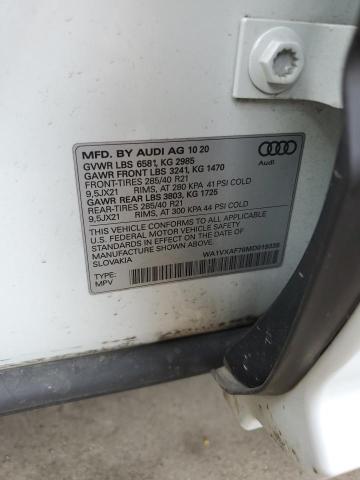 MFD. BY AUDI AG 10 20
GVWR LBS 6581, KG 2985
GAWR FRONT LBS 3241, KG 1470
FRONT-TIRES 285/40 R21
9,5JX21 RIMS, AT 280 KPA 41 PSI COLD
GAWR REAR LBS 3803, KG 1725
REAR-TIRES 285/40 R21
9,5JX21 RIMS, AT 300 KPA 44 PSI COLD
THIS VEHICLE CONFORMS TO ALL APPLICABLE
U.S. FEDERAL MOTOR VEHICLE SAFETY
STANDARDS IN EFFECT ON THE DATE OF
MANUFACTURE SHOWN ABOVE.
SLOVAKIA
TYPE:
MPV
Audi